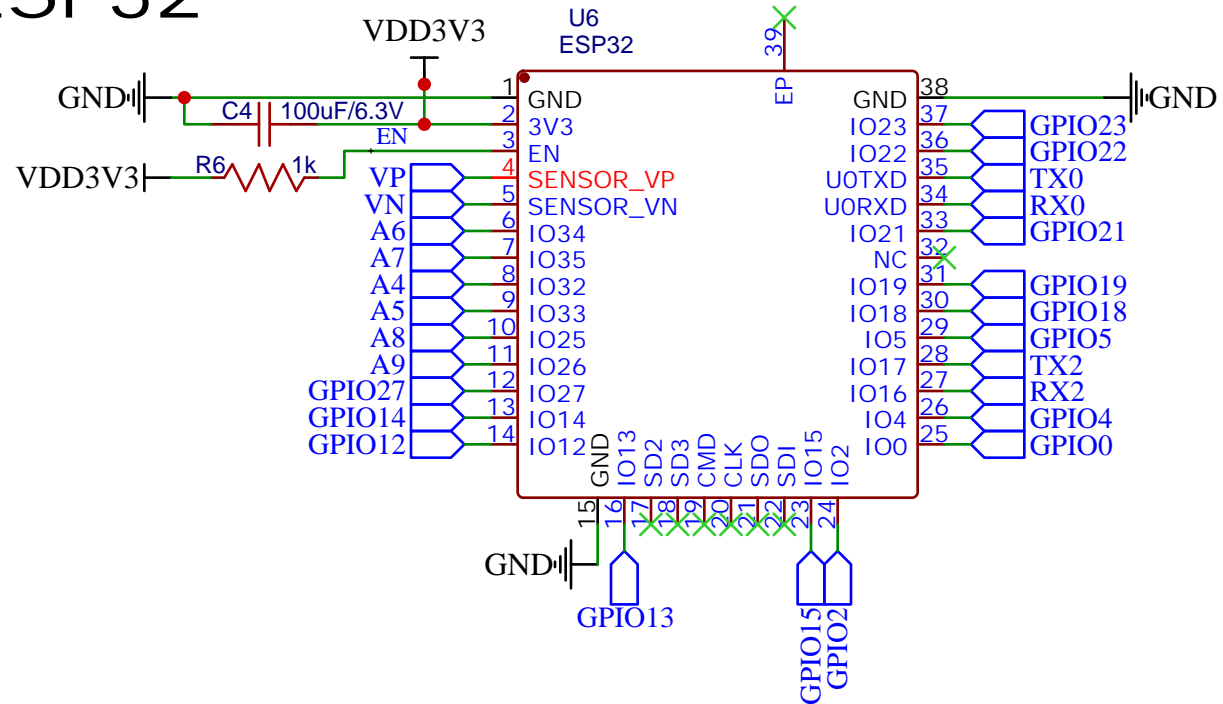 ESP32
U6
ESP32
VDD3V3
39
EP
GND
1
GND
GND
38
GND
C4
100uF/6.3V
2
3V3
IO23
37
GPIO23
EN
3
EN
IO22
36
GPIO22
VDD3V3
R6
1k
VP
4
SENSOR_VP
U0TXD
35
TX0
VN
5
SENSOR_VN
U0RXD
34
RX0
A6
6
IO34
IO21
33
GPIO21
A7
7
IO35
NC
32
A4
8
IO32
IO19
31
GPIO19
A5
9
IO33
IO18
30
GPIO18
A8
10
IO25
IO5
29
GPIO5
A9
11
IO26
IO17
28
TX2
GPIO27
12
IO27
IO16
27
RX2
GPIO14
13
IO14
IO4
26
GPIO4
GPIO12
14
IO12
IO0
25
GPIO0
GND
IO13
SD2
SD3
CMD
CLK
SDO
SDI
IO15
IO2
15
16
17
18
19
20
21
22
23
24
GND
GPIO13
GPIO15
GPIO2